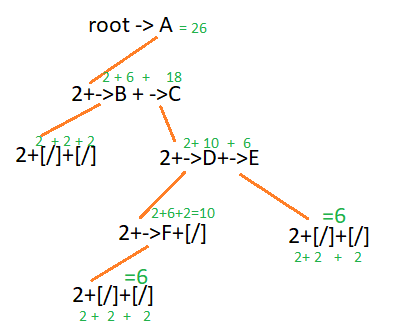 root -> A = 26
2 + 6 + 18
2+->B + ->C
2 + 2 + 2
2+[/]+[/]
2+ 10 + 6
2+->D+->E
2+6+2=10
2+->F+[/]
=6
2+[/]+[/]
2+ 2 + 2
=6
2+[/]+[/]
2 + 2 + 2